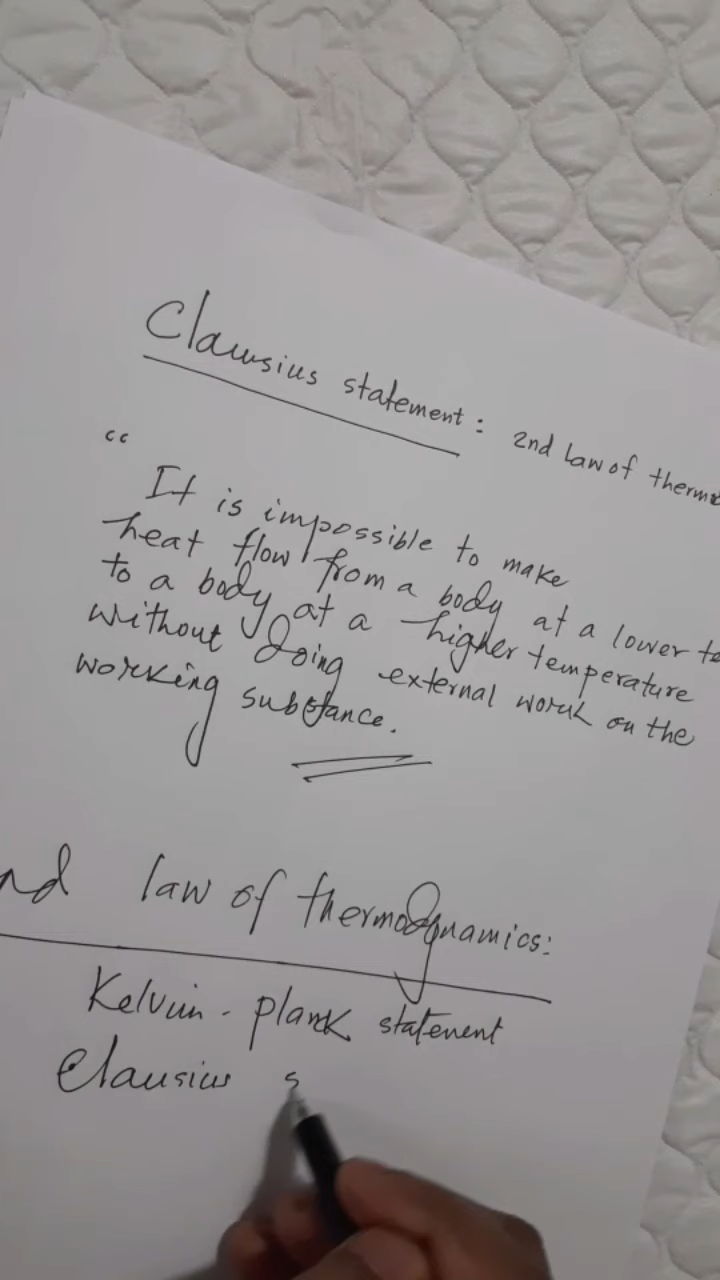 Clausius statement: 2nd law of thermo
“
It is impossible to make
heat flow from a body at a lower te
to a body at a higher temperature
without doing external work on the
working substance.
nd law of thermodynamics:
Kelvin - plank statement
Clausius s